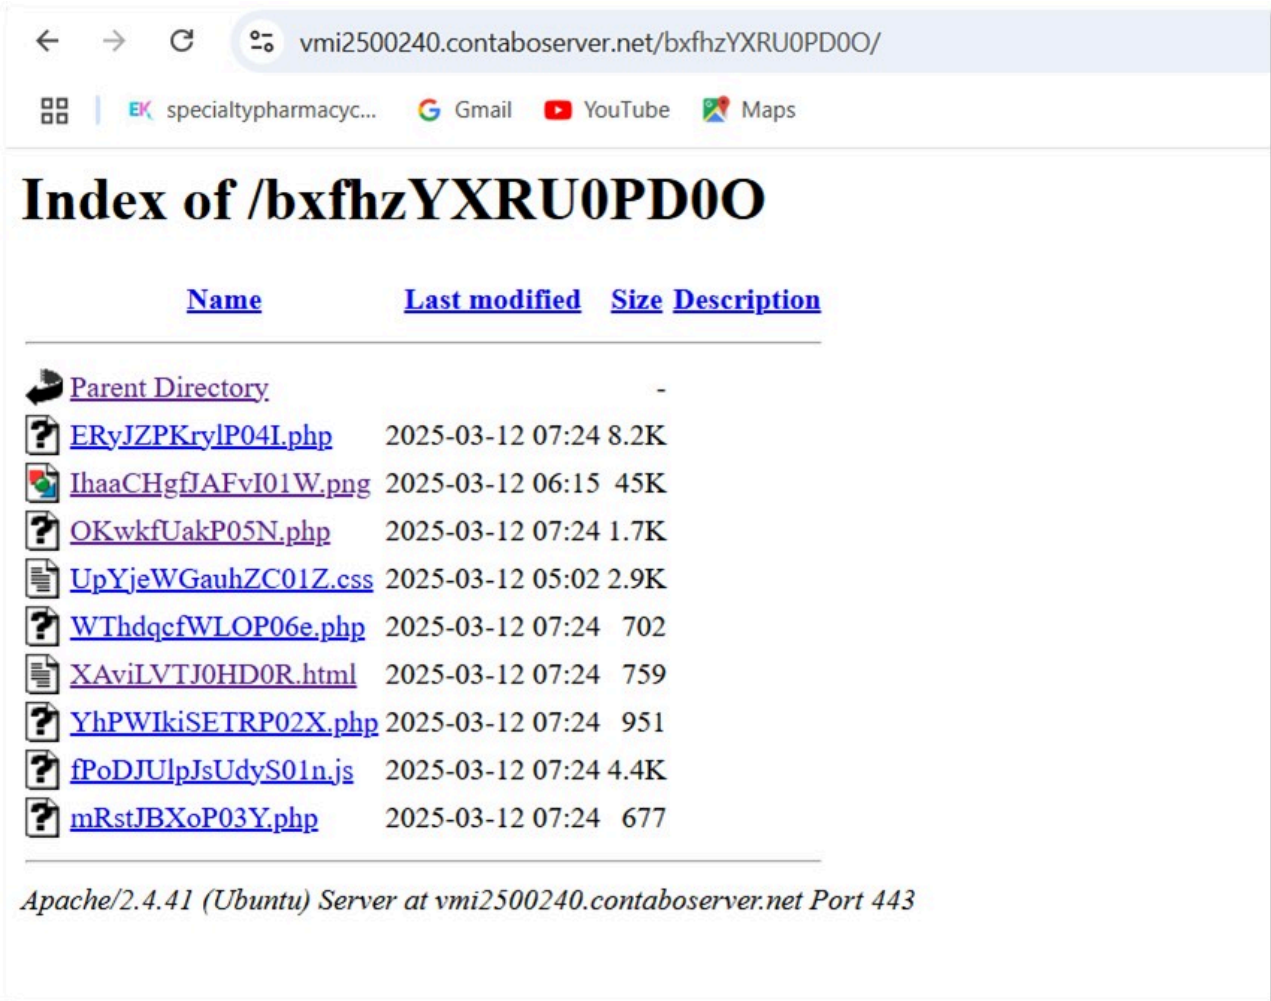 vmi2500240.contaboserver.net/bxfhzYXRU0PD0O/
EK specialtypharmacyc... Gmail YouTube Maps
Index of /bxfhzYXRU0PD0O
Name Last modified Size Description
Parent Directory -
ERyJZPKrylP04I.php 2025-03-12 07:24 8.2K
IhaaCHgfJAFvI01W.png 2025-03-12 06:15 45K
OKwkfUakP05N.php 2025-03-12 07:24 1.7K
UpYjeWGauhZC01Z.css 2025-03-12 05:02 2.9K
WThdqcfWLOP06e.php 2025-03-12 07:24 702
XAviLVTJ0HD0R.html 2025-03-12 07:24 759
YhPWIkiSETRP02X.php 2025-03-12 07:24 951
fPoDJUlpJsUdyS01n.js 2025-03-12 07:24 4.4K
mRstJBXoP03Y.php 2025-03-12 07:24 677
Apache/2.4.41 (Ubuntu) Server at vmi2500240.contaboserver.net Port 443